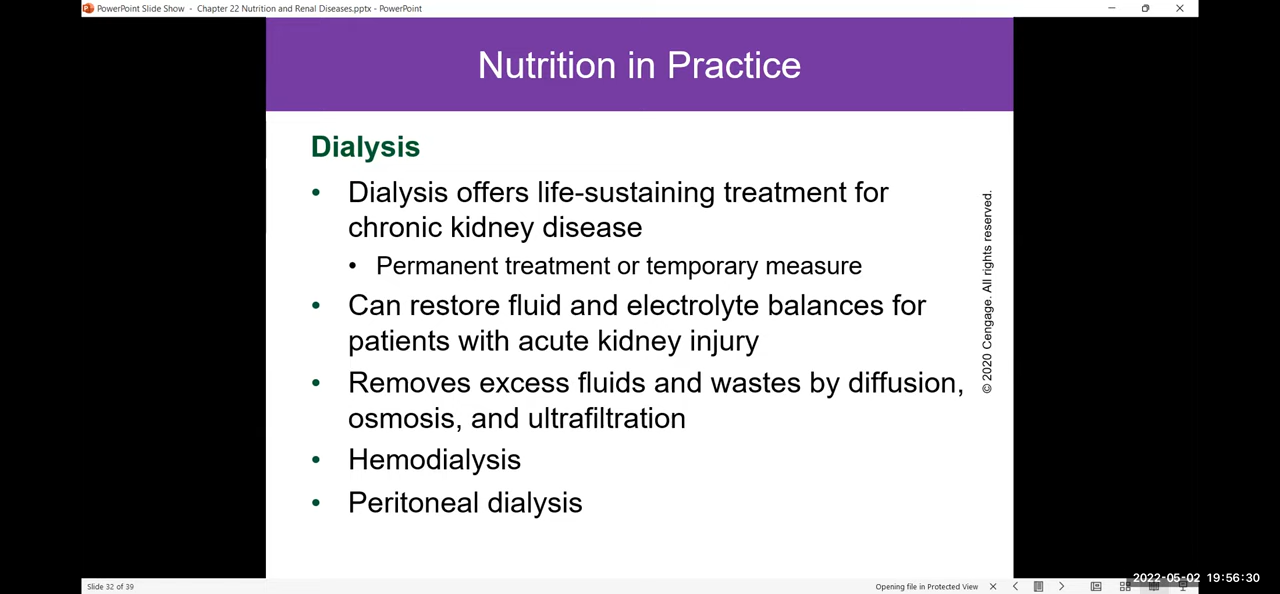 PowerPoint Slide Show - Chapter 22 Nutrition and Renal Diseases.pptx - PowerPoint
Nutrition in Practice
Dialysis
• Dialysis offers life-sustaining treatment for
chronic kidney disease
• Permanent treatment or temporary measure
• Can restore fluid and electrolyte balances for
patients with acute kidney injury
• Removes excess fluids and wastes by diffusion,
osmosis, and ultrafiltration
• Hemodialysis
• Peritoneal dialysis
© 2020 Cengage. All rights reserved.
Slide 32 of 39
Opening file in Protected View
2022-05-02 19:56:30